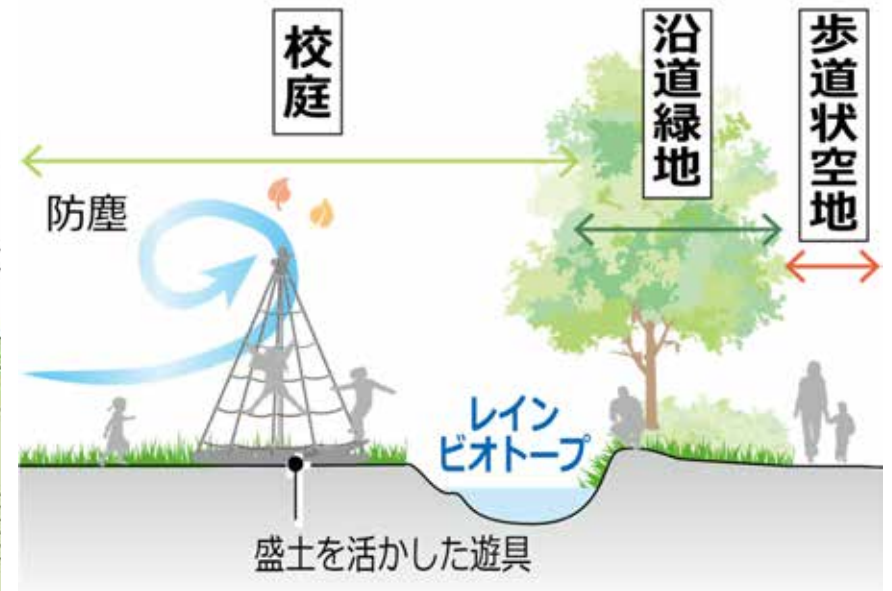 校庭
沿道緑地
歩道状空地
防塵
レイン
ビオトープ
盛土を活かした遊具